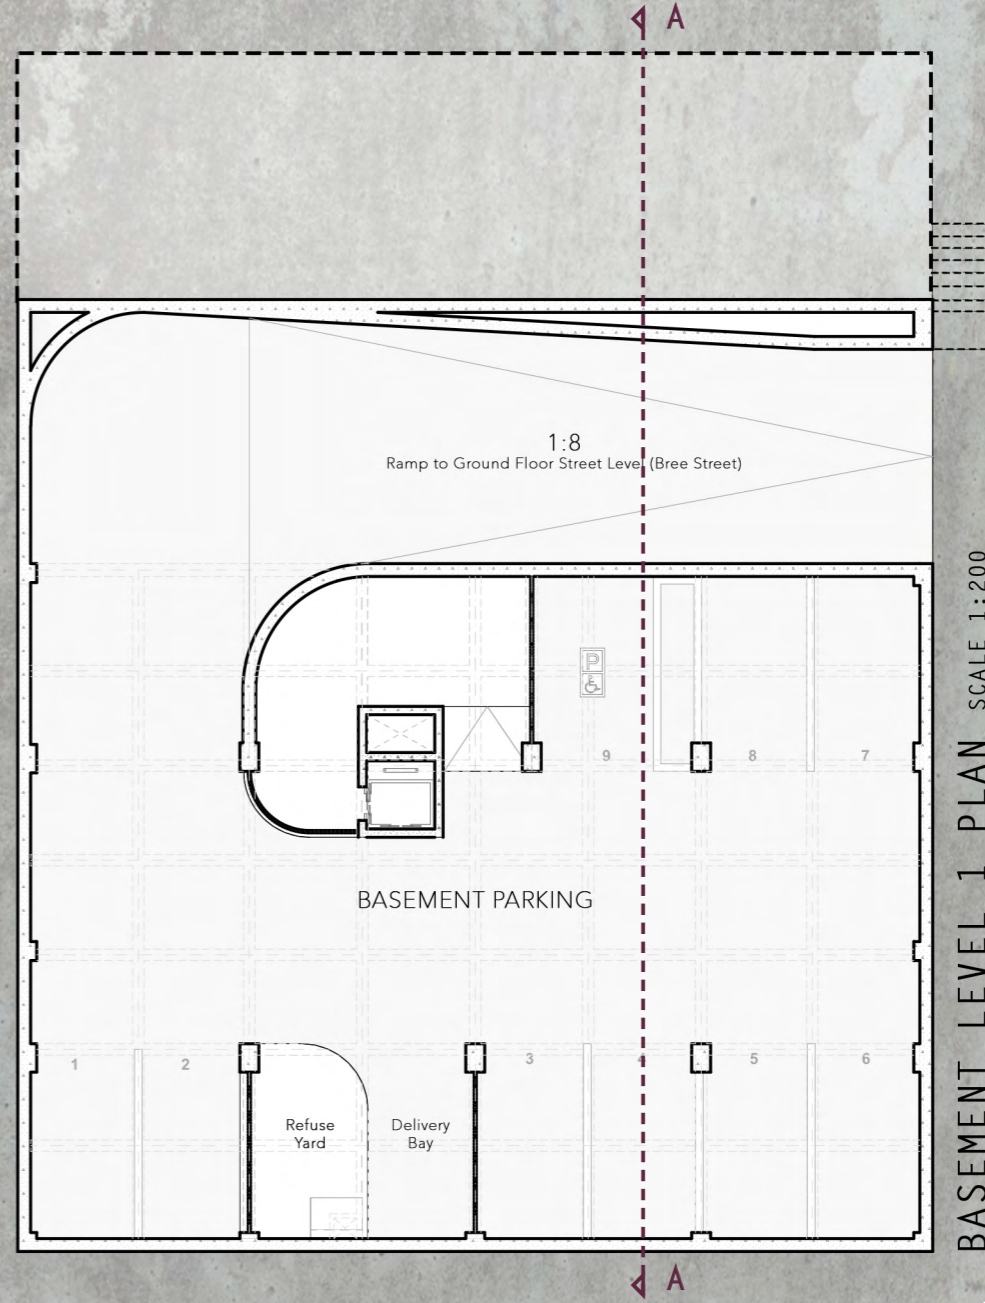 A
1:8
Ramp to Ground Floor Street Level (Bree Street)
P
9
8
7
BASEMENT PARKING
1
2
3
4
5
6
Refuse
Yard
Delivery
Bay
A
BASEMENT LEVEL 1 PLAN SCALE 1:200